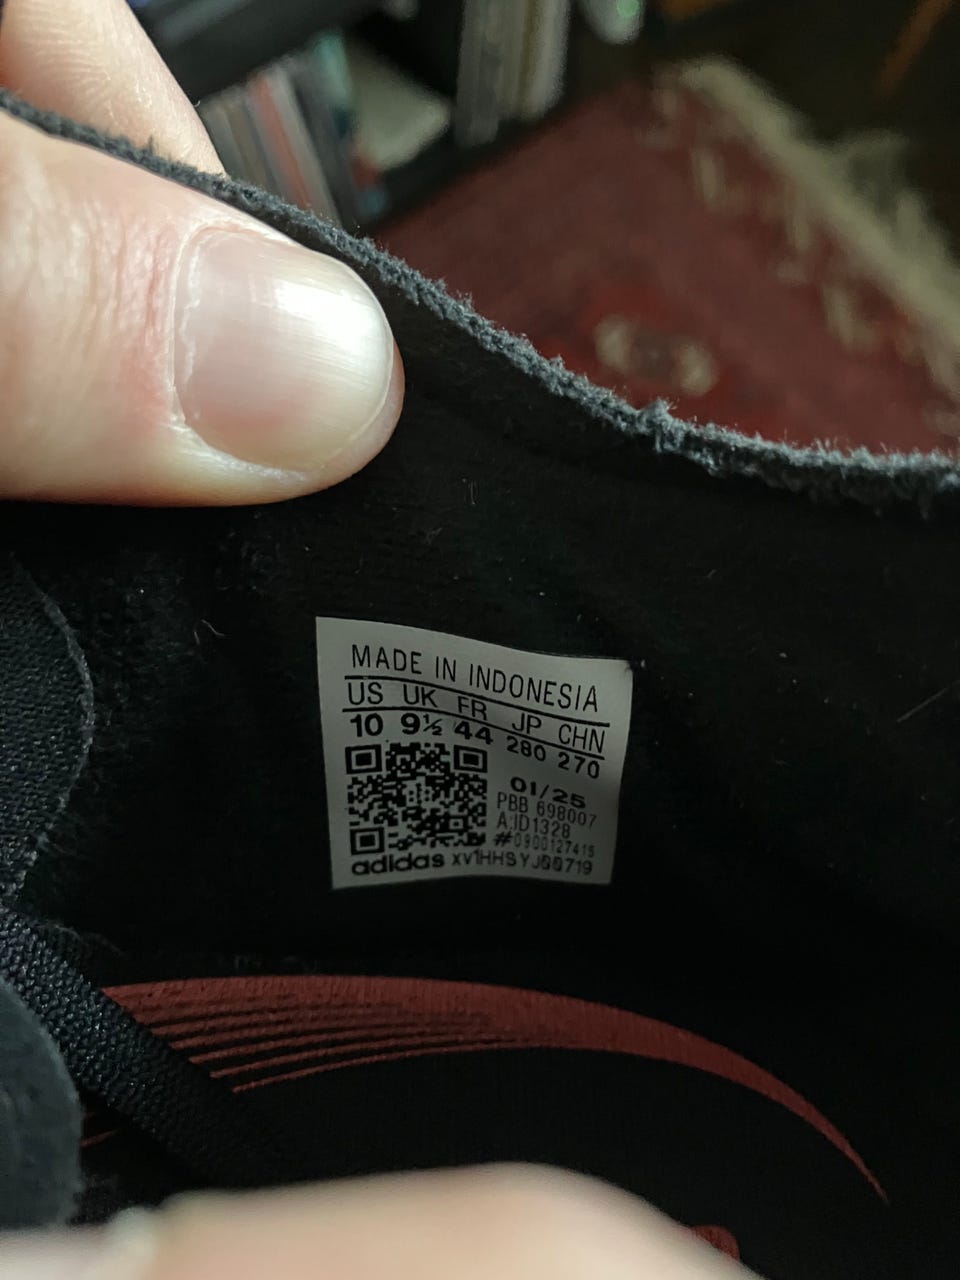 MADE IN INDONESIA
US UK FR JP CHN
10 9½ 44 280 270
01/25
PBB 698007
A:ID1328
#0900127415
adidas XV1HHSYJQ0719